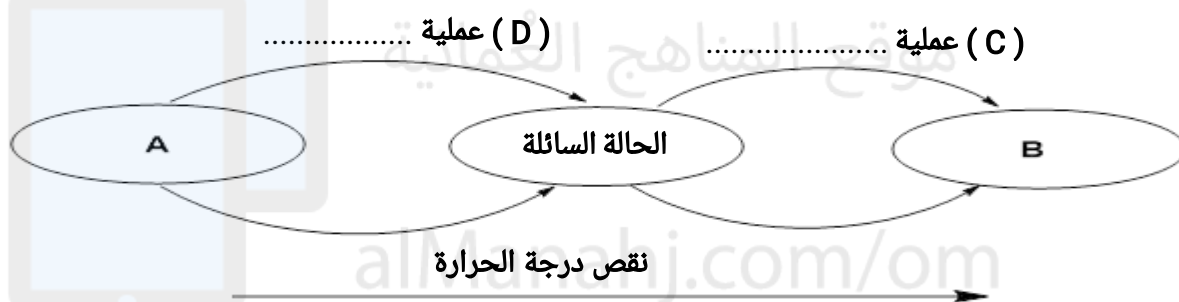 ( C ) عملية ..................... ( D ) عملية ..................
موقع المناهج العُمانية
A الحالة السائلة B
نقص درجة الحرارة
alManahj.com/om